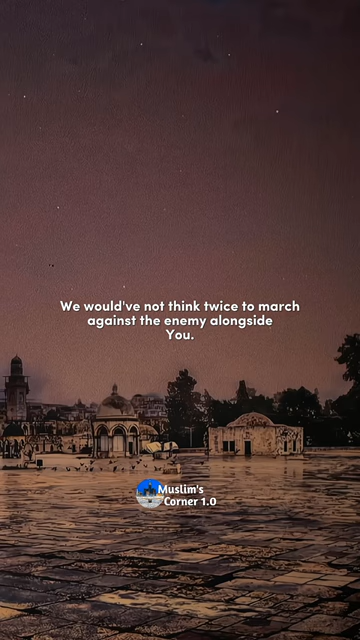 We would've not think twice to march
against the enemy alongside
You.
Muslim's
Corner 1.0